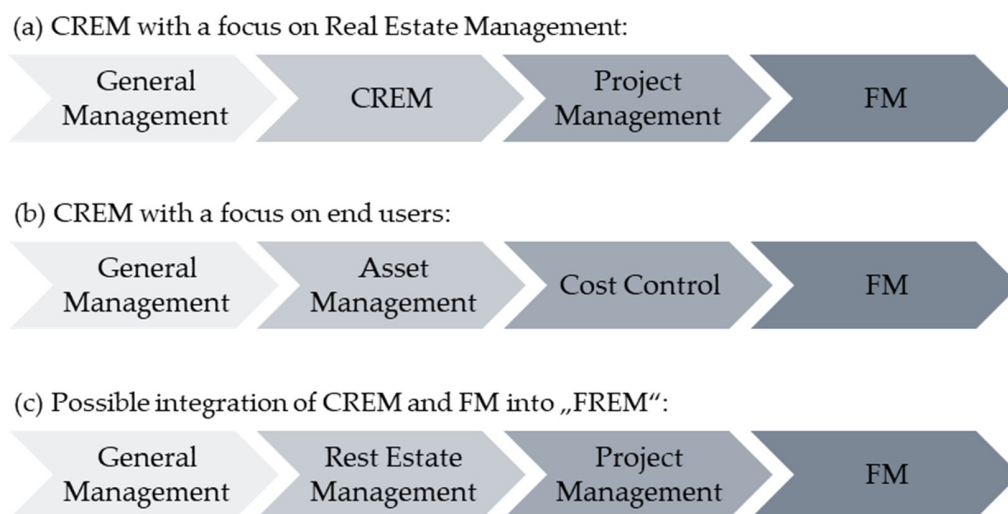 (a) CREM with a focus on Real Estate Management:
General
Management
CREM
Project
Management
FM
(b) CREM with a focus on end users:
General
Management
Asset
Management
Cost Control
FM
(c) Possible integration of CREM and FM into „FREM“:
General
Management
Rest Estate
Management
Project
Management
FM